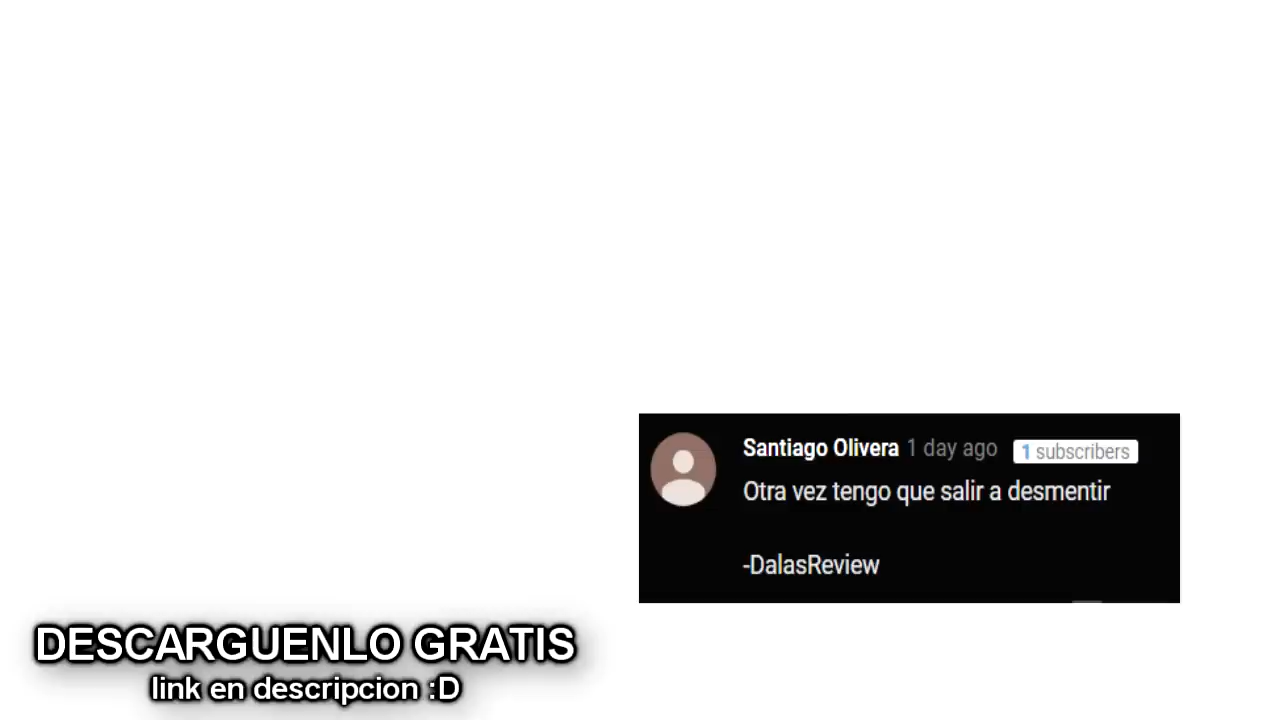 Santiago Olivera 1 day ago 1 subscribers
Otra vez tengo que salir a desmentir
-DalasReview
DESCARGUENLO GRATIS
link en descripcion :D